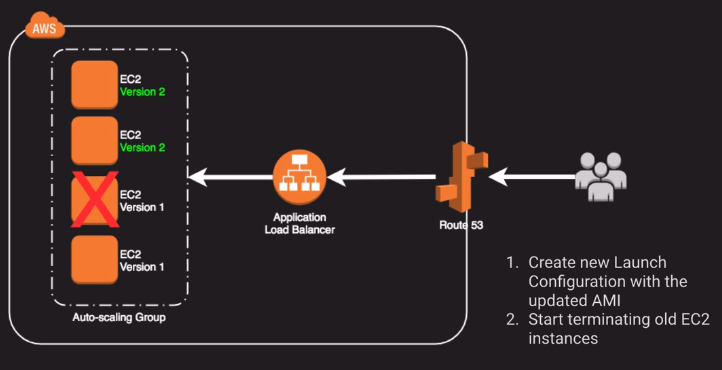 AWS
EC2
Version 2
EC2
Version 2
EC2
Version 1
EC2
Version 1
Auto-scaling Group
Application
Load Balancer
Route 53
1. Create new Launch
Configuration with the
updated AMI
2. Start terminating old EC2
instances